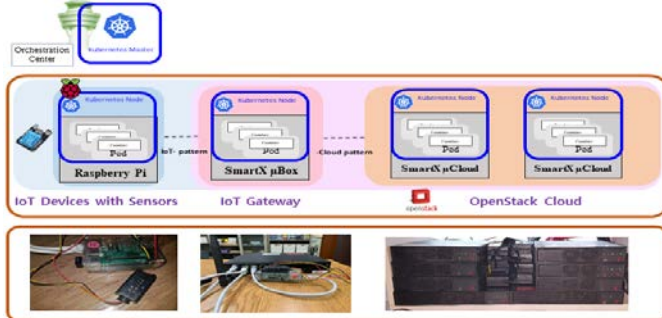 Orchestration
Center
Kubernetes Master
Kubernetes Node
Kubernetes Node
Kubernetes Node
Kubernetes Node
Pod
Pod
Pod
Pod
IoT- pattern
-Cloud pattern
Raspberry Pi
SmartX μBox
SmartX μCloud
SmartX μCloud
IoT Devices with Sensors
IoT Gateway
openstack
OpenStack Cloud